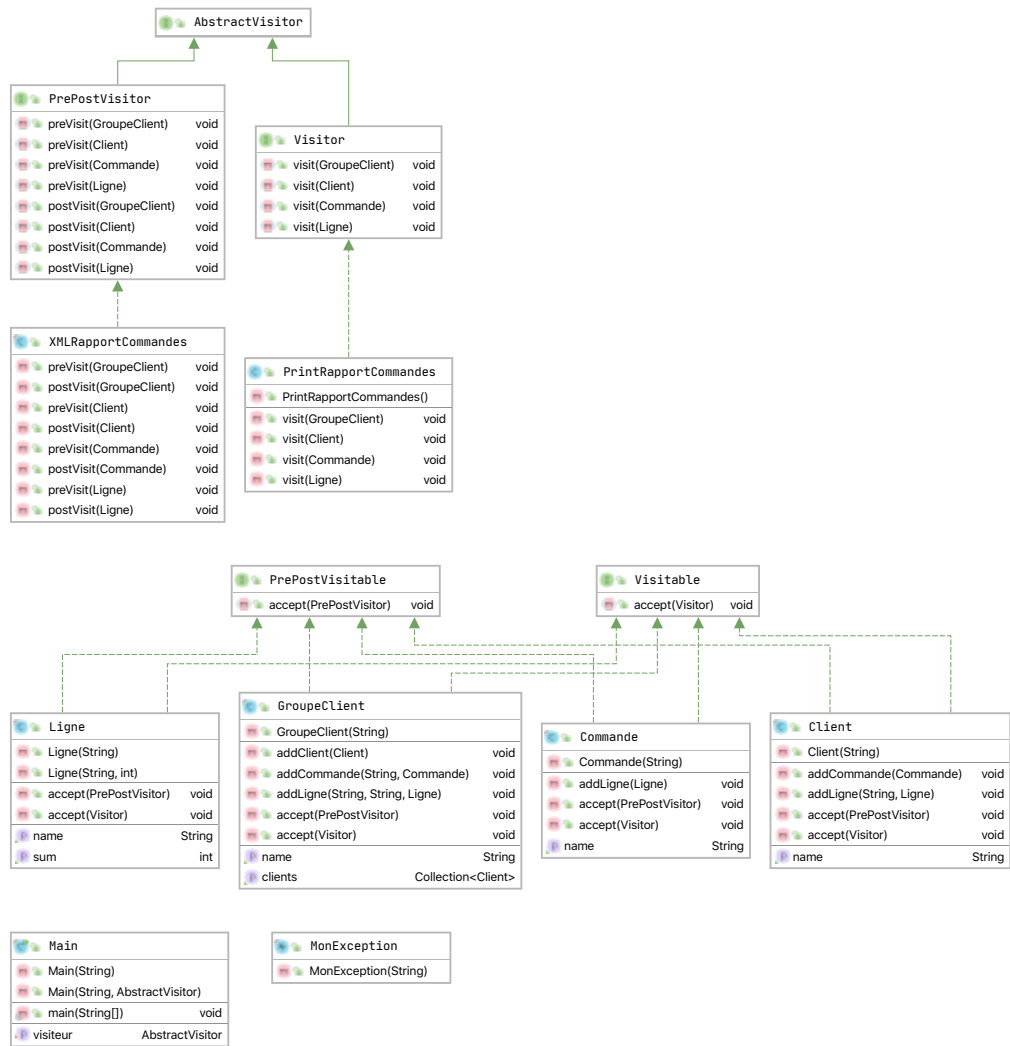 AbstractVisitor
PrePostVisitor
preVisit(GroupeClient) void
preVisit(Client) void
preVisit(Commande) void
preVisit(Ligne) void
postVisit(GroupeClient) void
postVisit(Client) void
postVisit(Commande) void
postVisit(Ligne) void
Visitor
visit(GroupeClient) void
visit(Client) void
visit(Commande) void
visit(Ligne) void
XMLRapportCommandes
preVisit(GroupeClient) void
postVisit(GroupeClient) void
preVisit(Client) void
postVisit(Client) void
preVisit(Commande) void
postVisit(Commande) void
preVisit(Ligne) void
postVisit(Ligne) void
PrintRapportCommandes
PrintRapportCommandes()
visit(GroupeClient) void
visit(Client) void
visit(Commande) void
visit(Ligne) void
PrePostVisitable
accept(PrePostVisitor) void
Visitable
accept(Visitor) void
Ligne
Ligne(String)
Ligne(String, int)
accept(PrePostVisitor) void
accept(Visitor) void
name String
sum int
GroupeClient
GroupeClient(String)
addClient(Client) void
addCommande(String, Commande) void
addLigne(String, String, Ligne) void
accept(PrePostVisitor) void
accept(Visitor) void
name String
clients Collection<Client>
Commande
Commande(String)
addLigne(Ligne) void
accept(PrePostVisitor) void
accept(Visitor) void
name String
Client
Client(String)
addCommande(Commande) void
addLigne(String, Ligne) void
accept(PrePostVisitor) void
accept(Visitor) void
name String
Main
Main(String)
Main(String, AbstractVisitor)
main(String[]) void
visiteur AbstractVisitor
MonException
MonException(String)